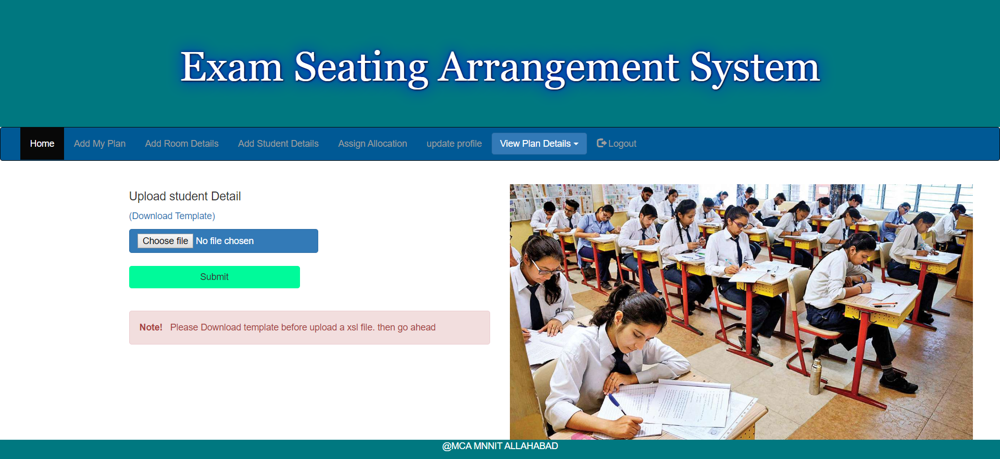 Exam Seating Arrangement System
Home Add My Plan Add Room Details Add Student Details Assign Allocation update profile View Plan Details Logout
Upload student Detail
(Download Template)
Choose file No file chosen
Submit
Note! Please Download template before upload a xsl file. then go ahead
@MCA MNNIT ALLAHABAD